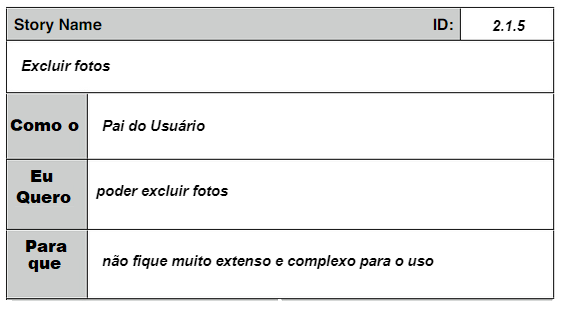 Story Name ID: 2.1.5
Excluir fotos
Como o Pai do Usuário
Eu
Quero poder excluir fotos
Para
que não fique muito extenso e complexo para o uso